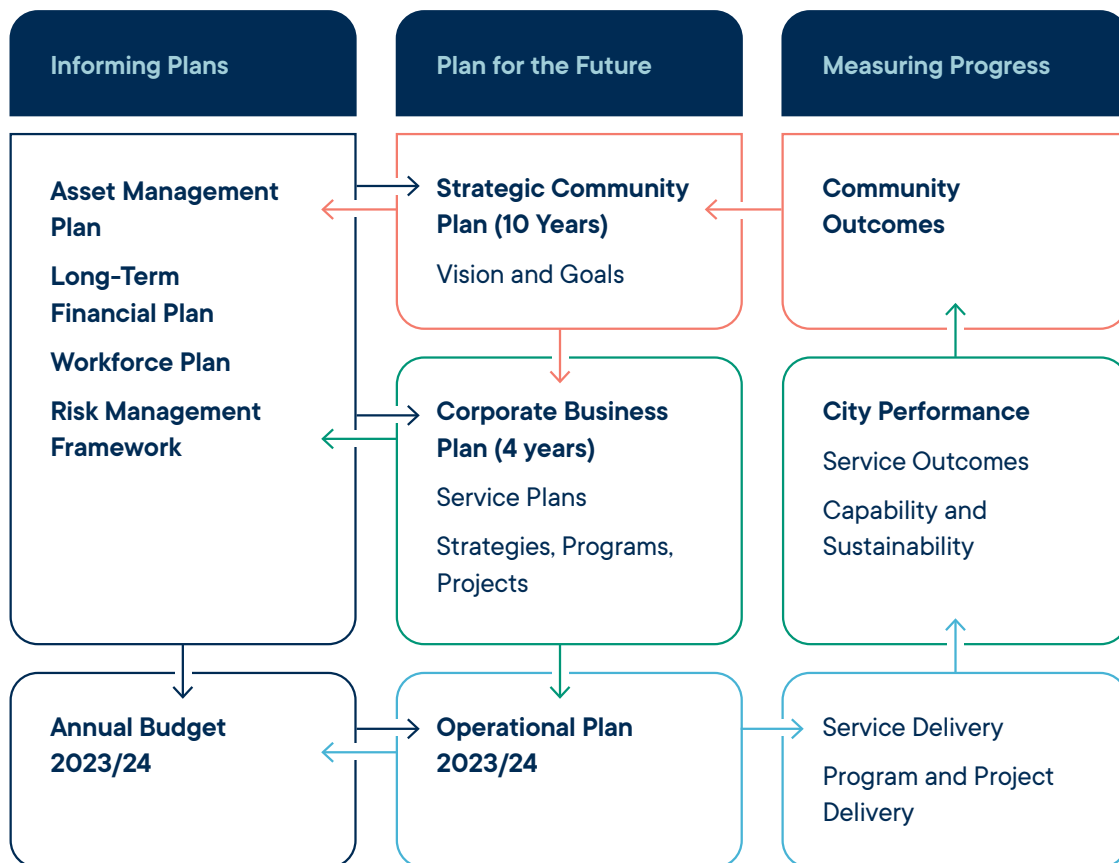 Informing Plans
Plan for the Future
Measuring Progress
Asset Management
Plan
Long-Term
Financial Plan
Workforce Plan
Risk Management
Framework
Strategic Community
Plan (10 Years)
Vision and Goals
Community
Outcomes
Corporate Business
Plan (4 years)
Service Plans
Strategies, Programs,
Projects
City Performance
Service Outcomes
Capability and
Sustainability
Annual Budget
2023/24
Operational Plan
2023/24
Service Delivery
Program and Project
Delivery